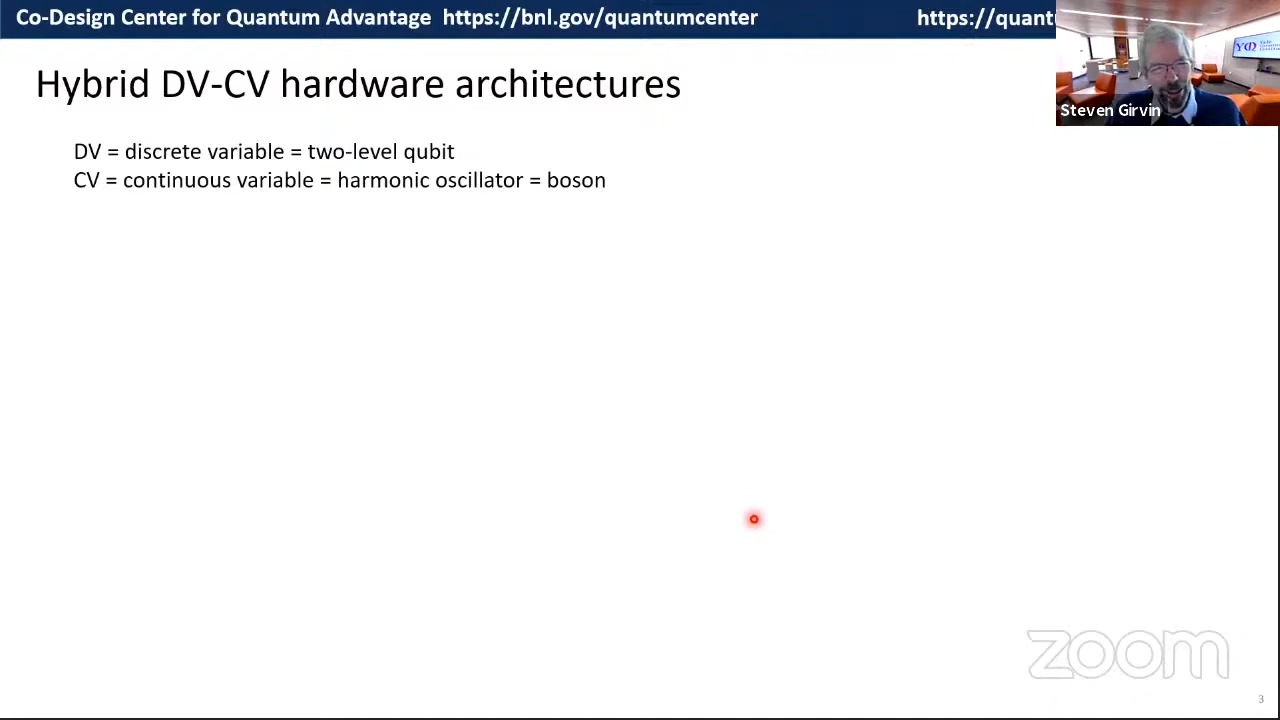 Co-Design Center for Quantum Advantage https://bnl.gov/quantumcenter
https://quant
Steven Girvin
Hybrid DV-CV hardware architectures
DV = discrete variable = two-level qubit
CV = continuous variable = harmonic oscillator = boson
zoom
3